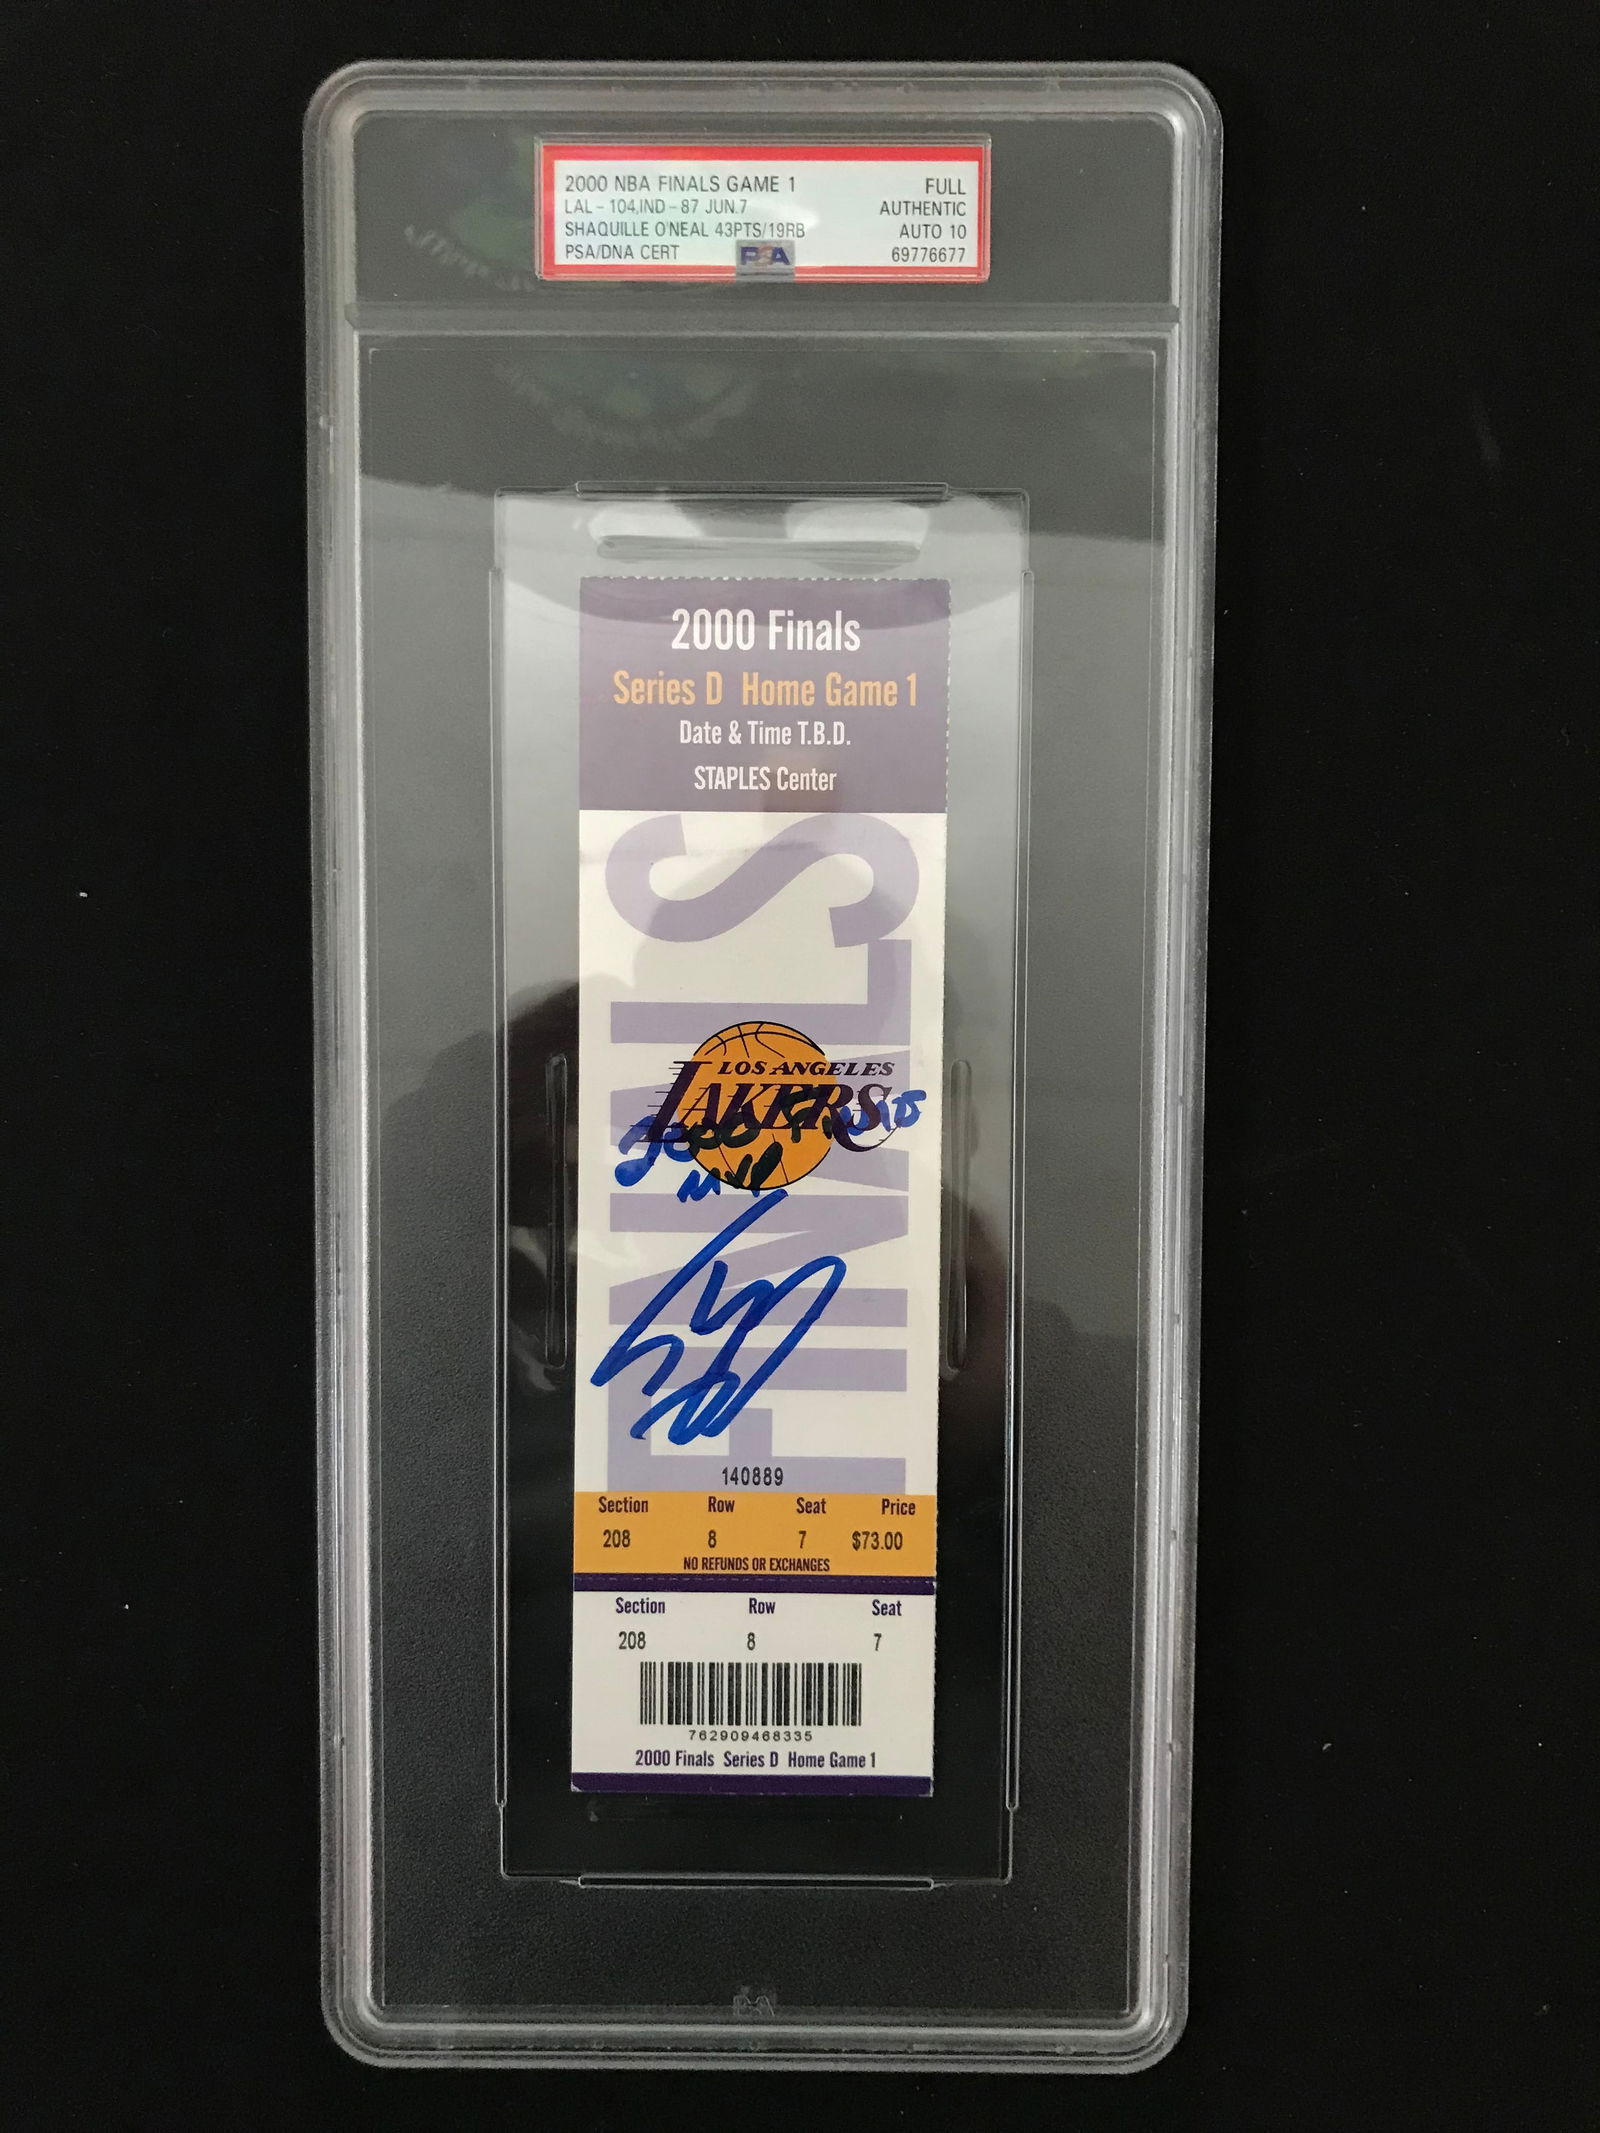 2000 NBA FINALS GAME 1 FULL
LAL - 104,IND - 87 JUN.7 AUTHENTIC
SHAQUILLE O'NEAL 43PTS/19RB AUTO 10
PSA/DNA CERT PSA 69776677
2000 Finals
Series D Home Game 1
Date & Time T.B.D.
STAPLES Center
FINALS
LOS ANGELES
LAKERS
2000 FINALS
MVP
140889
Section Row Seat Price
208 8 7 $73.00
NO REFUNDS OR EXCHANGES
Section Row Seat
208 8 7
762909468335
2000 Finals Series D Home Game 1